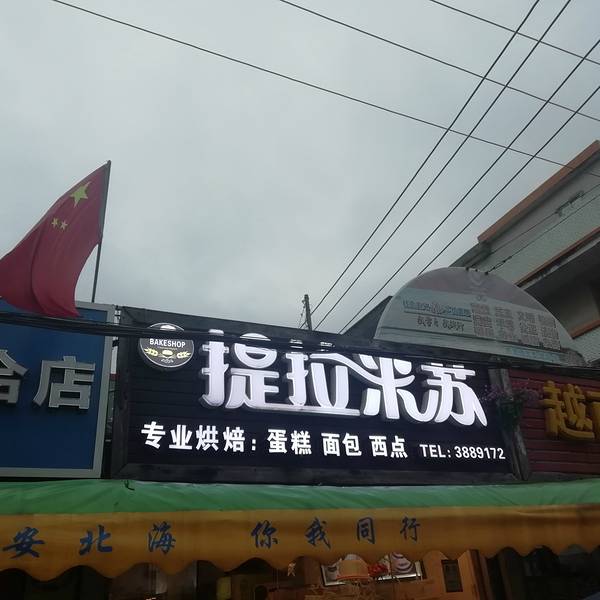 BAKESHOP
提拉米苏
专业烘焙：蛋糕 面包 西点 TEL:3889172
店
越
安北海 你我同行